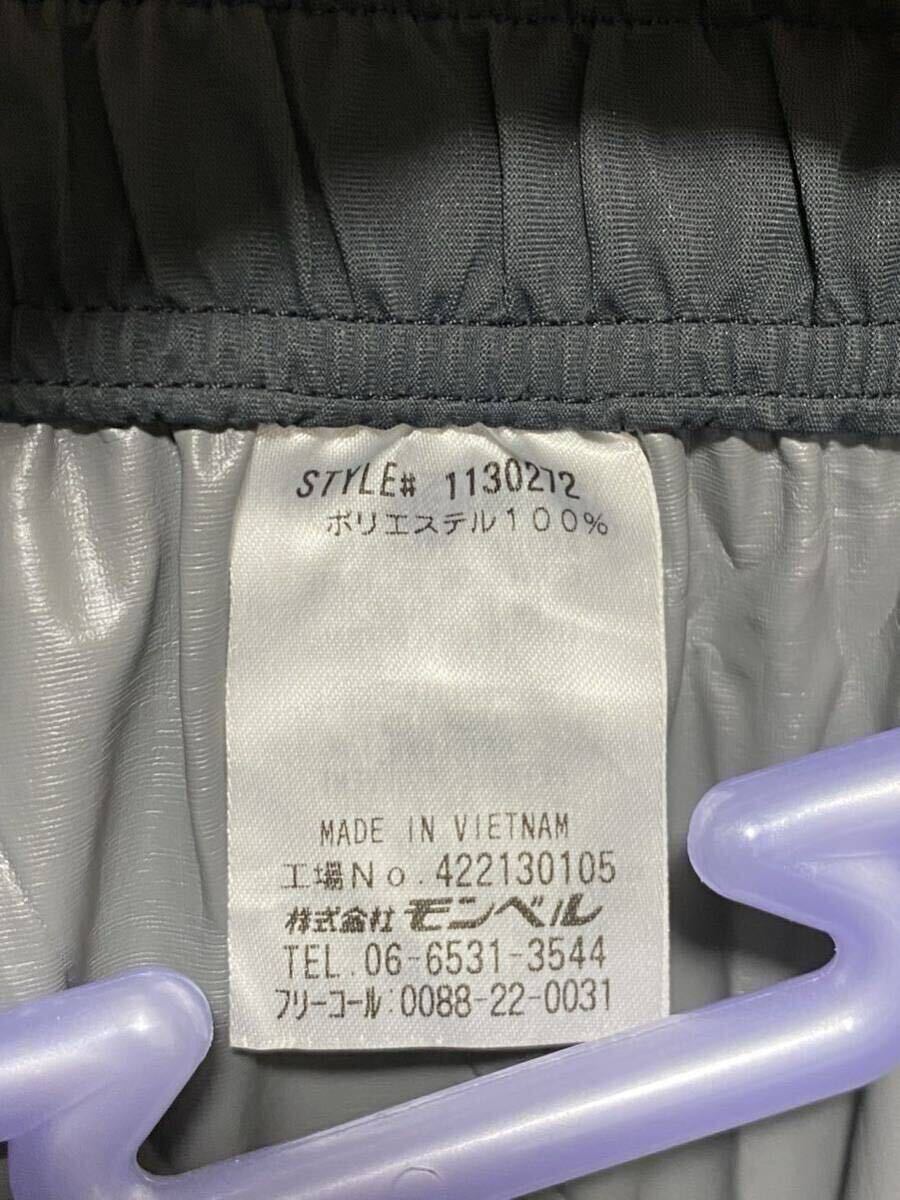 STYLE# 1130272
ポリエステル100%
MADE IN VIETNAM
工場No.422130105
株式会社モンベル
TEL.06-6531-3544
フリーコール:0088-22-0031